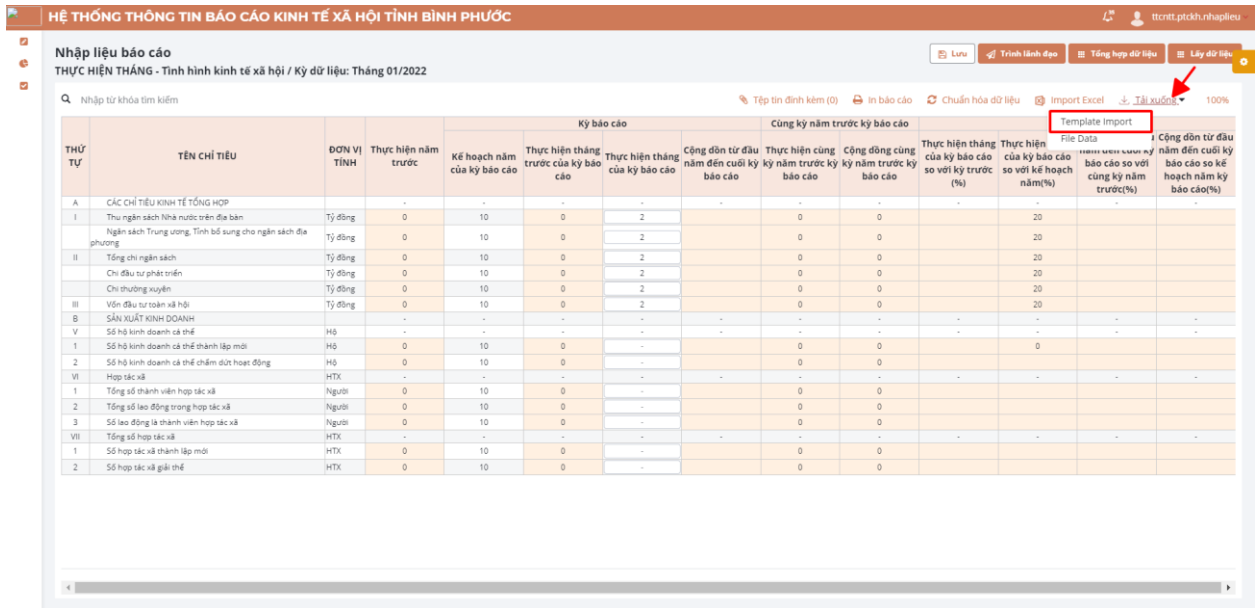 HỆ THỐNG THÔNG TIN BÁO CÁO KINH TẾ XÃ HỘI TỈNH BÌNH PHƯỚC
ttcntt.ptckh.nhaplieu
Nhập liệu báo cáo
Lưu Trình lãnh đạo Tổng hợp dữ liệu Lấy dữ liệu
THỰC HIỆN THÁNG - Tình hình kinh tế xã hội / Kỳ dữ liệu: Tháng 01/2022
Nhập từ khóa tìm kiếm
Tệp tin đính kèm (0) In báo cáo Chuẩn hóa dữ liệu Import Excel Tải xuống 100%
Template Import
File Data
Kỳ báo cáo Cùng kỳ năm trước kỳ báo cáo
THỨ TỰ
TÊN CHỈ TIÊU
ĐƠN VỊ TÍNH
Thực hiện năm trước
Kế hoạch năm của kỳ báo cáo
Thực hiện tháng trước của kỳ báo cáo
Thực hiện tháng của kỳ báo cáo
Cộng dồn từ đầu năm đến cuối kỳ báo cáo
Thực hiện cùng kỳ năm trước kỳ báo cáo
Cộng dồn cùng kỳ năm trước kỳ báo cáo
Thực hiện tháng của kỳ báo cáo so với kỳ trước (%)
Thực hiện của kỳ báo cáo so với kế hoạch năm(%)
năm đến cuối kỳ báo cáo so với cùng kỳ năm trước(%)
Cộng dồn từ đầu năm đến cuối kỳ báo cáo so kế hoạch năm kỳ báo cáo(%)
A CÁC CHỈ TIÊU KINH TẾ TỔNG HỢP - - - - - - - - - - -
I Thu ngân sách Nhà nước trên địa bàn Tỷ đồng 0 10 0 2 0 0 20
Ngân sách Trung ương, Tỉnh bổ sung cho ngân sách địa phương Tỷ đồng 0 10 0 2 0 0 20
II Tổng chi ngân sách Tỷ đồng 0 10 0 2 0 0 20
Chi đầu tư phát triển Tỷ đồng 0 10 0 2 0 0 20
Chi thường xuyên Tỷ đồng 0 10 0 2 0 0 20
III Vốn đầu tư toàn xã hội Tỷ đồng 0 10 0 2 0 0 20
B SẢN XUẤT KINH DOANH - - - - - - - - - - -
V Số hộ kinh doanh cá thể Hộ - - - - - - - - - - -
1 Số hộ kinh doanh cá thể thành lập mới Hộ 0 10 0 - 0 0 0
2 Số hộ kinh doanh cá thể chấm dứt hoạt động Hộ 0 10 0 - 0 0
VI Hợp tác xã HTX - - - - - - - - - - -
1 Tổng số thành viên hợp tác xã Người 0 10 0 - 0 0
2 Tổng số lao động trong hợp tác xã Người 0 10 0 - 0 0
3 Số lao động là thành viên hợp tác xã Người 0 10 0 - 0 0
VII Tổng số hợp tác xã HTX - - - - - - - - - - -
1 Số hợp tác xã thành lập mới HTX 0 10 0 - 0 0
2 Số hợp tác xã giải thể HTX 0 10 0 - 0 0